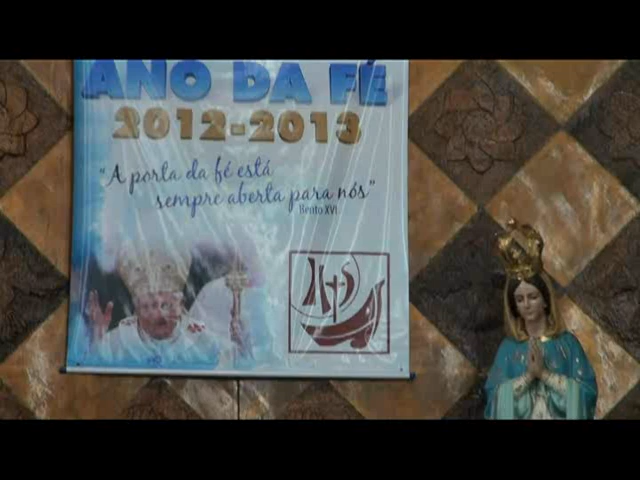 ANO DA FÉ
2012-2013
"A porta da fé está
sempre aberta para nós"
Bento XVI